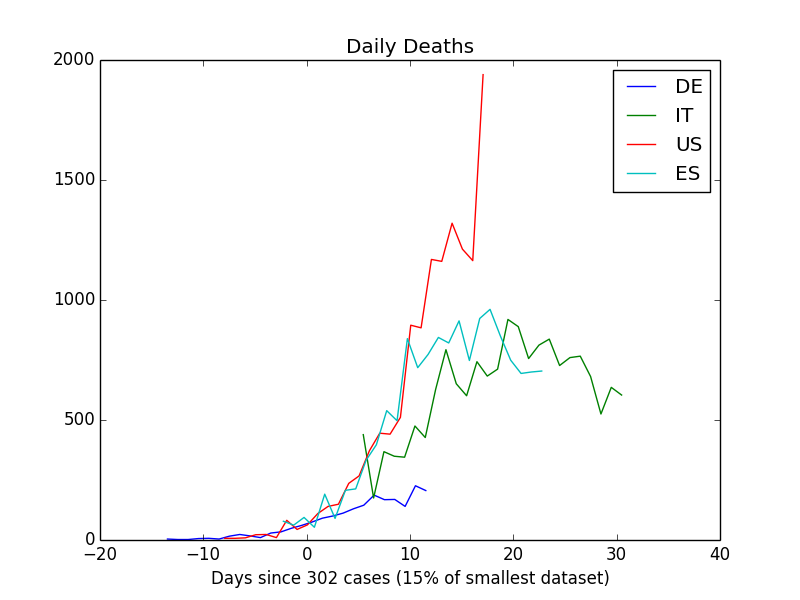 Daily Deaths
2000
1500
1000
500
0
DE
IT
US
ES
−20
−10
0
10
20
30
40
Days since 302 cases (15% of smallest dataset)